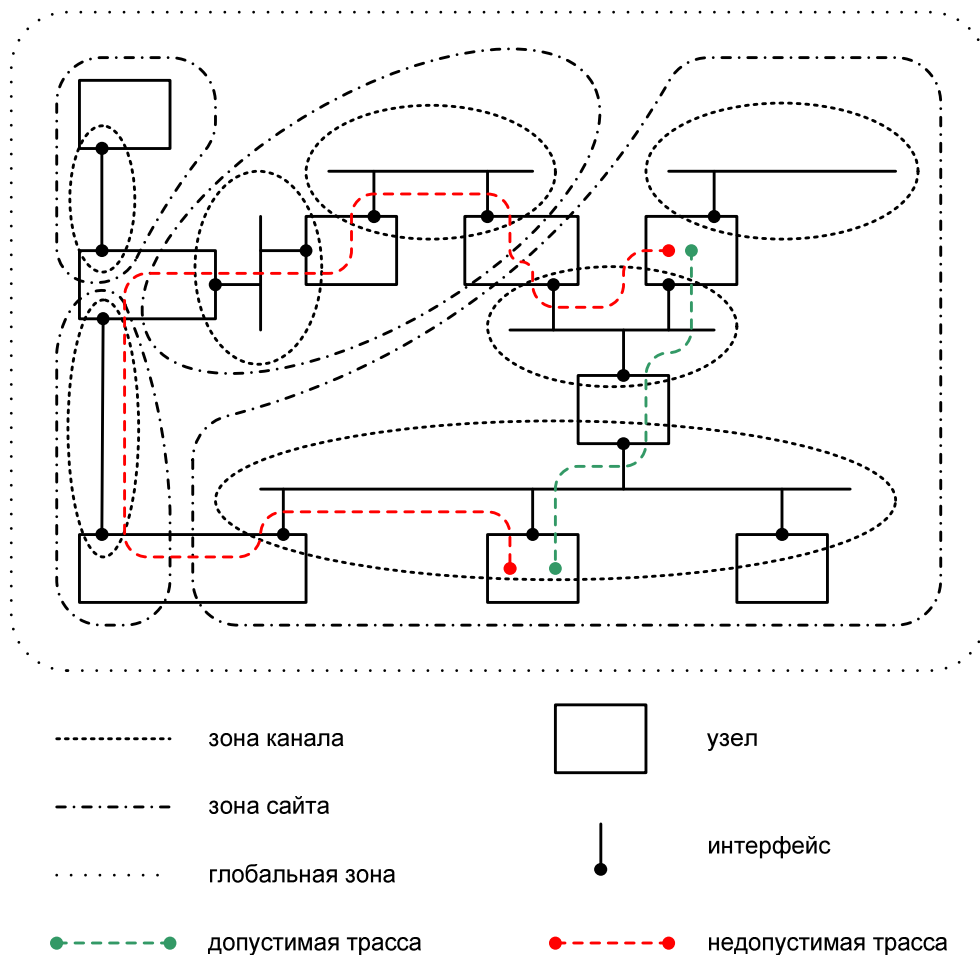 зона канала
узел
зона сайта
интерфейс
глобальная зона
допустимая трасса
недопустимая трасса